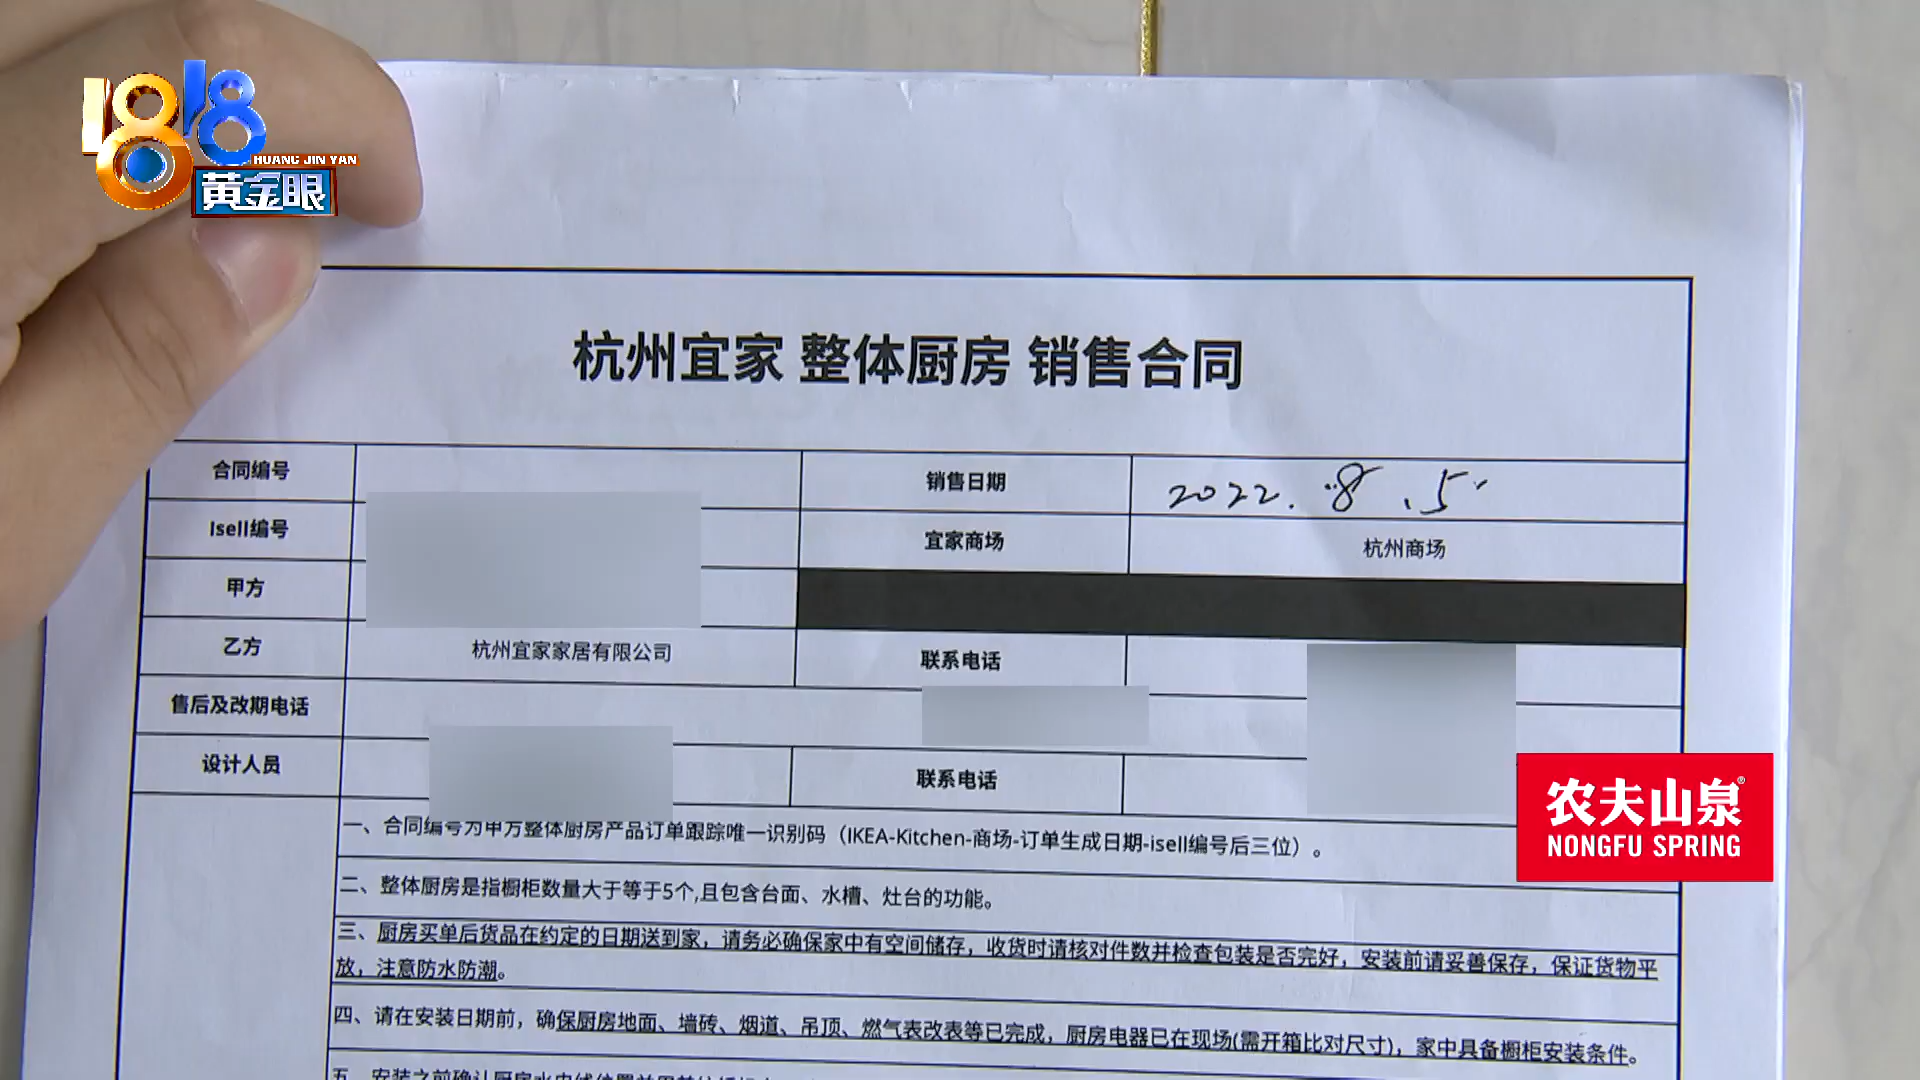 1818
HUANG JIN YAN
黄金眼
杭州宜家 整体厨房 销售合同
合同编号
销售日期
2022.8.5
Isell编号
宜家商场
杭州商场
甲方
乙方
杭州宜家家居有限公司
联系电话
售后及改期电话
设计人员
联系电话
一、合同编号为甲方整体厨房产品订单跟踪唯一识别码（IKEA-Kitchen-商场-订单生成日期-isell编号后三位）。
二、整体厨房是指橱柜数量大于等于5个,且包含台面、水槽、灶台的功能。
三、厨房买单后货品在约定的日期送到家，请务必确保家中有空间储存，收货时请核对件数并检查包装是否完好，安装前请妥善保存，保证货物平
放，注意防水防潮。
四、请在安装日期前，确保厨房地面、墙砖、烟道、吊顶、燃气表改表等已完成，厨房电器已在现场(需开箱比对尺寸)，家中具备橱柜安装条件。
五、安装之前确认厨房水电线位置
农夫山泉®
NONGFU SPRING